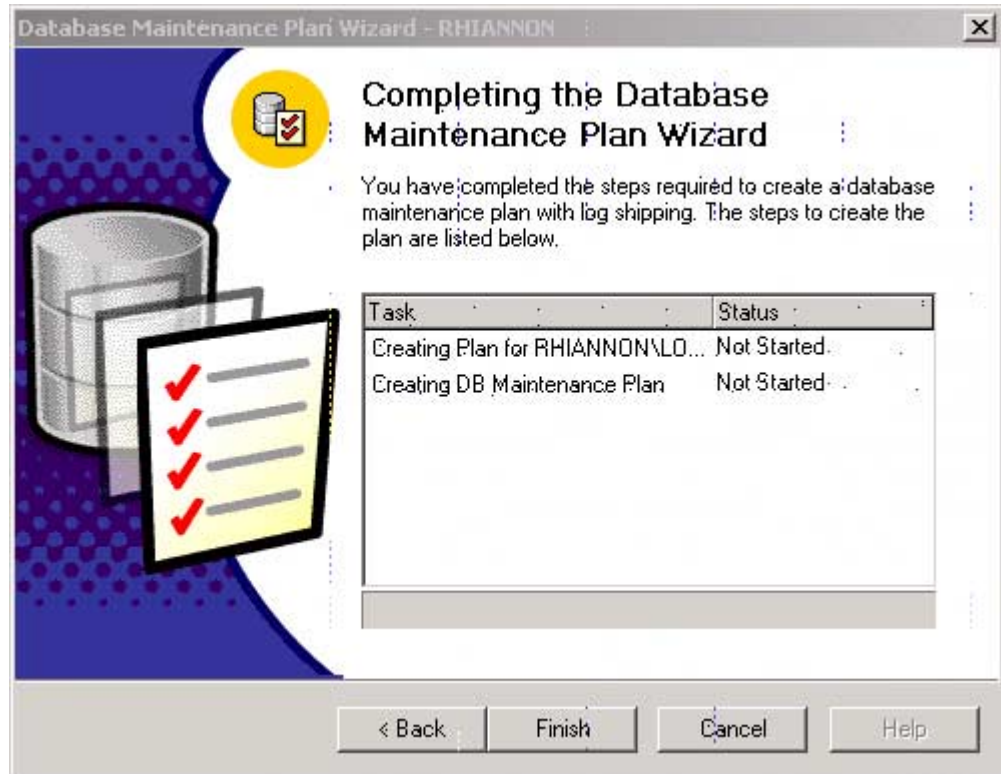 Database Maintenance Plan Wizard - RHIANNON
Completing the Database
Maintenance Plan Wizard
You have completed the steps required to create a database
maintenance plan with log shipping. The steps to create the
plan are listed below.
Task Status
Creating Plan for RHIANNON\LO... Not Started
Creating DB Maintenance Plan Not Started
< Back Finish Cancel Help